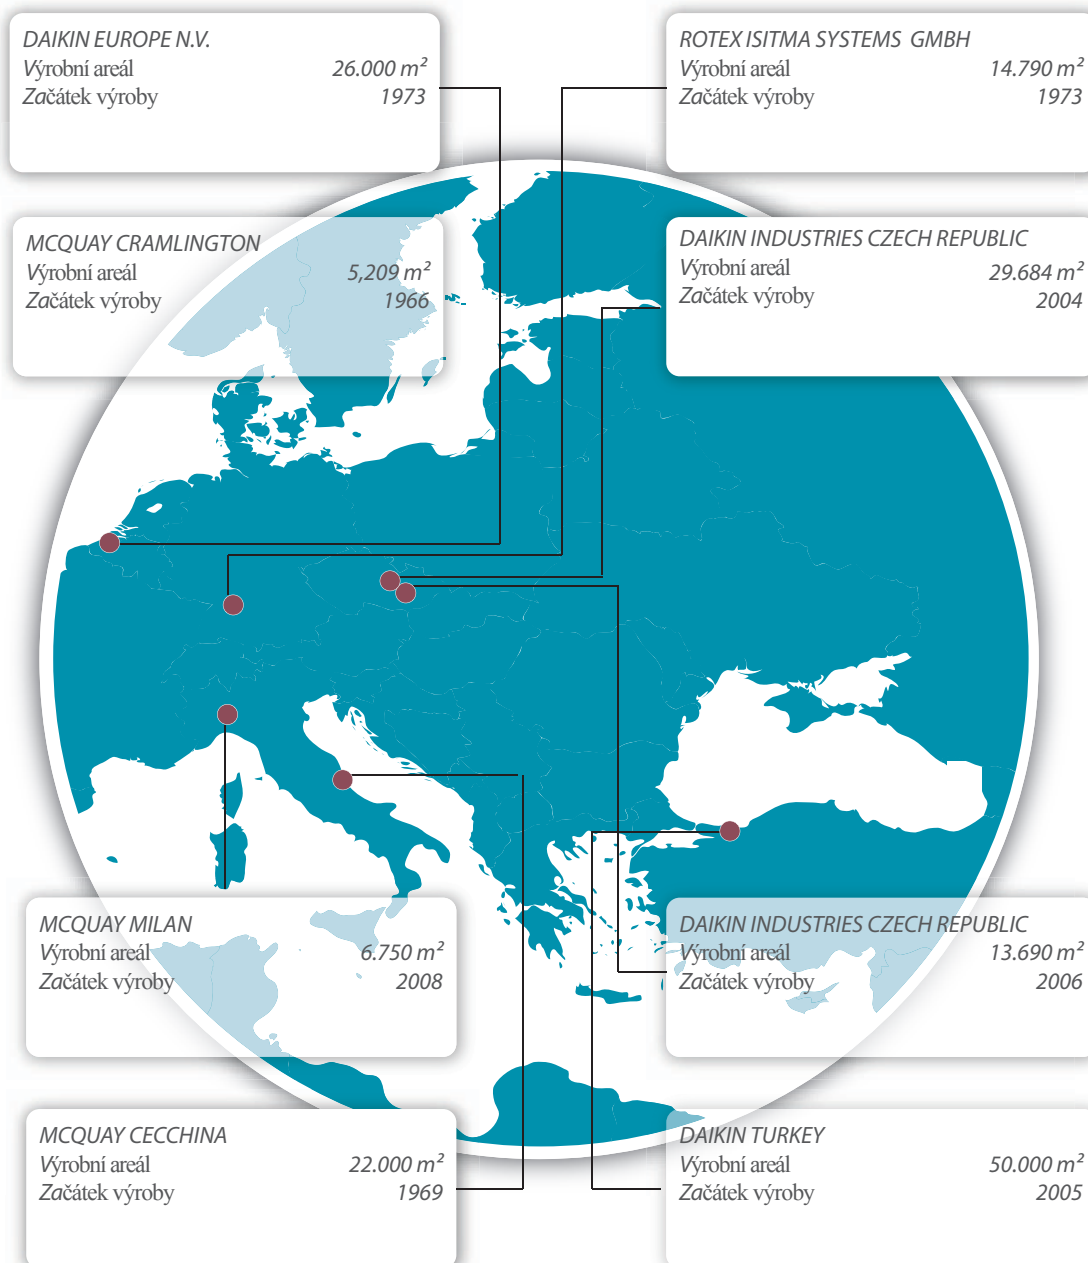 DAIKIN EUROPE N.V.
Výrobní areál 26.000 m²
Začátek výroby 1973
ROTEX ISITMA SYSTEMS GMBH
Výrobní areál 14.790 m²
Začátek výroby 1973
MCQUAY CRAMLINGTON
Výrobní areál 5,209 m²
Začátek výroby 1966
DAIKIN INDUSTRIES CZECH REPUBLIC
Výrobní areál 29.684 m²
Začátek výroby 2004
MCQUAY MILAN
Výrobní areál 6.750 m²
Začátek výroby 2008
DAIKIN INDUSTRIES CZECH REPUBLIC
Výrobní areál 13.690 m²
Začátek výroby 2006
MCQUAY CECCHINA
Výrobní areál 22.000 m²
Začátek výroby 1969
DAIKIN TURKEY
Výrobní areál 50.000 m²
Začátek výroby 2005